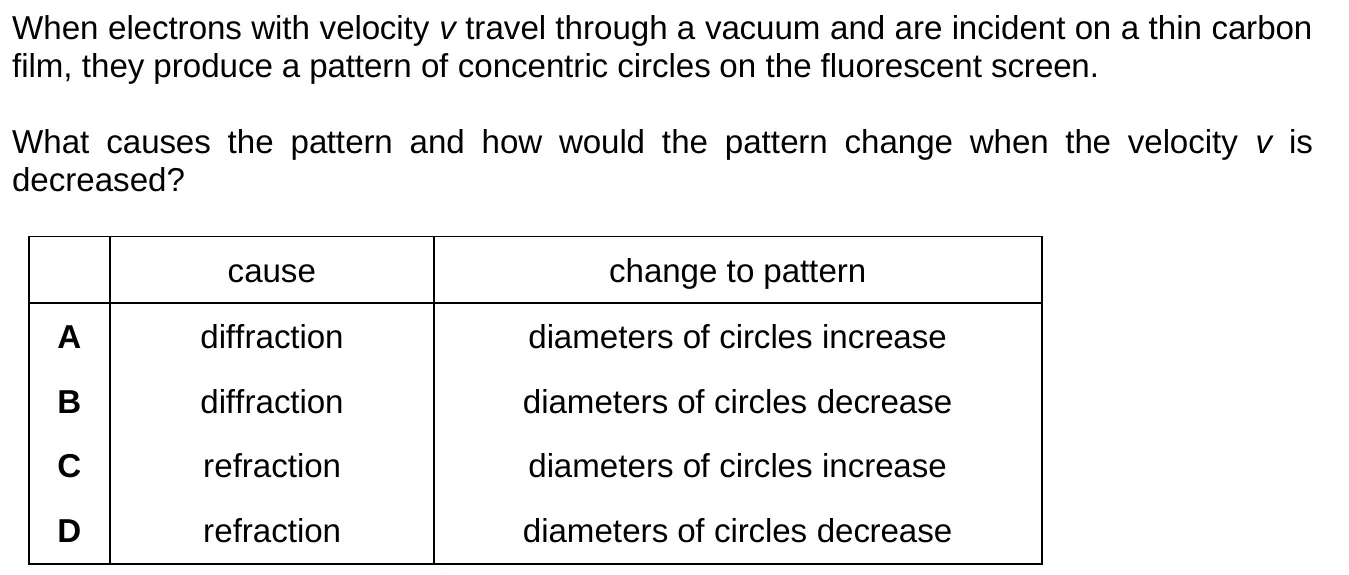 When electrons with velocity v travel through a vacuum and are incident on a thin carbon
film, they produce a pattern of concentric circles on the fluorescent screen.
What causes the pattern and how would the pattern change when the velocity v is
decreased?
cause change to pattern
A diffraction diameters of circles increase
B diffraction diameters of circles decrease
C refraction diameters of circles increase
D refraction diameters of circles decrease